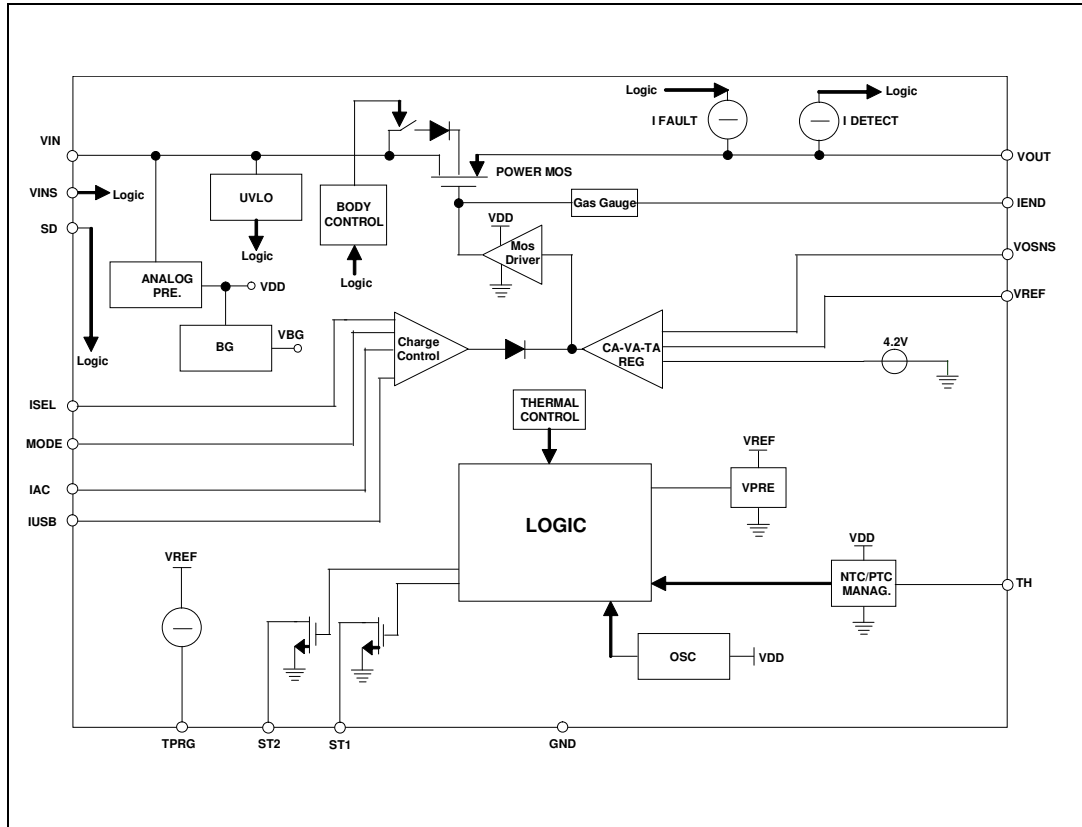 Logic
I FAULT
Logic
I DETECT
VIN
VOUT
POWER MOS
VINS
Logic
UVLO
BODY
CONTROL
Gas Gauge
IEND
SD
VDD
Mos
Driver
VOSNS
Logic
ANALOG
PRE.
VDD
Logic
VREF
BG
VBG
Charge
Control
CA-VA-TA
REG
4.2V
Logic
ISEL
THERMAL
CONTROL
MODE
VREF
VPRE
IAC
IUSB
LOGIC
VREF
VDD
NTC/PTC
MANAG.
TH
OSC
VDD
TPRG
ST2
ST1
GND